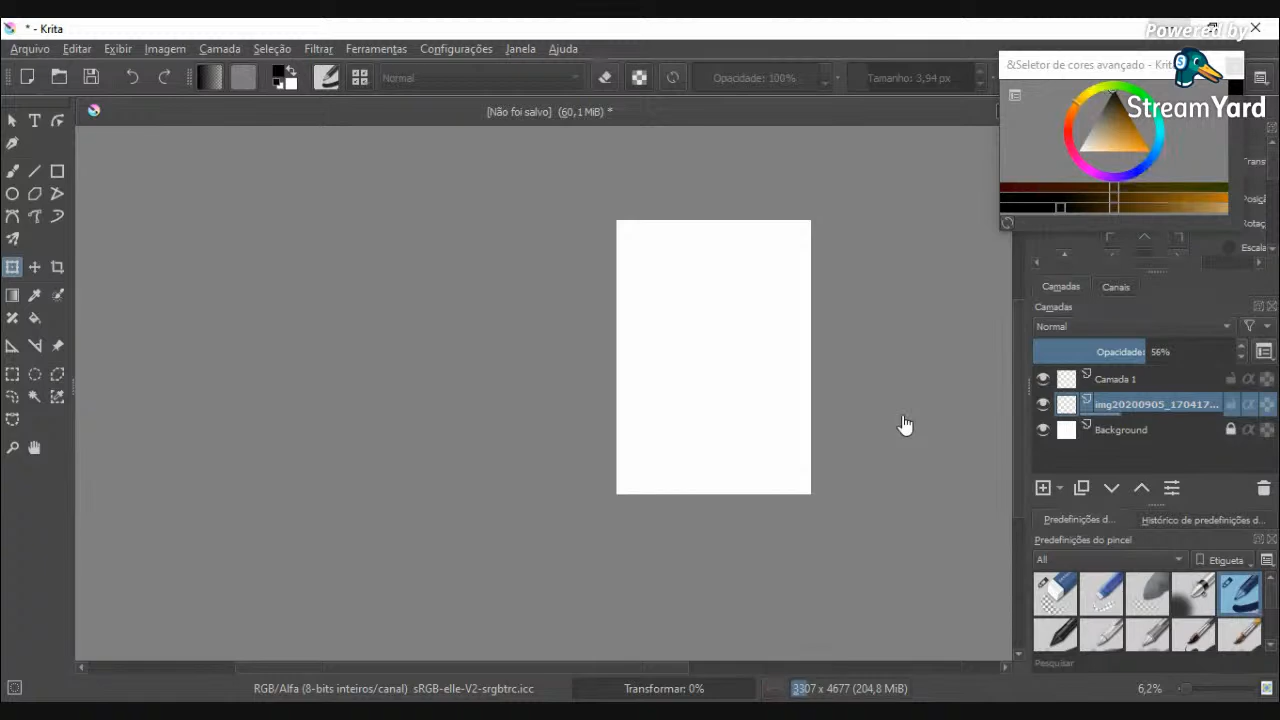 * - Krita
Powered by
Arquivo Editar Exibir Imagem Camada Seleção Filtrar Ferramentas Configurações Janela Ajuda
&Seletor de cores avançado - Krita
StreamYard
Normal
Opacidade: 100%
Tamanho: 3,94 px
[Não foi salvo] (60,1 MiB) *
Camadas Canais
Camadas
Normal
Opacidade: 56%
Camada 1
img20200905_170417...
Background
Predefinições d... Histórico de predefinições d...
Predefinições do pincel
All
Etiqueta
Pesquisar
RGB/Alfa (8-bits inteiros/canal) sRGB-elle-V2-srgbtrc.icc
Transformar: 0%
3307 x 4677 (204,8 MiB)
6,2%